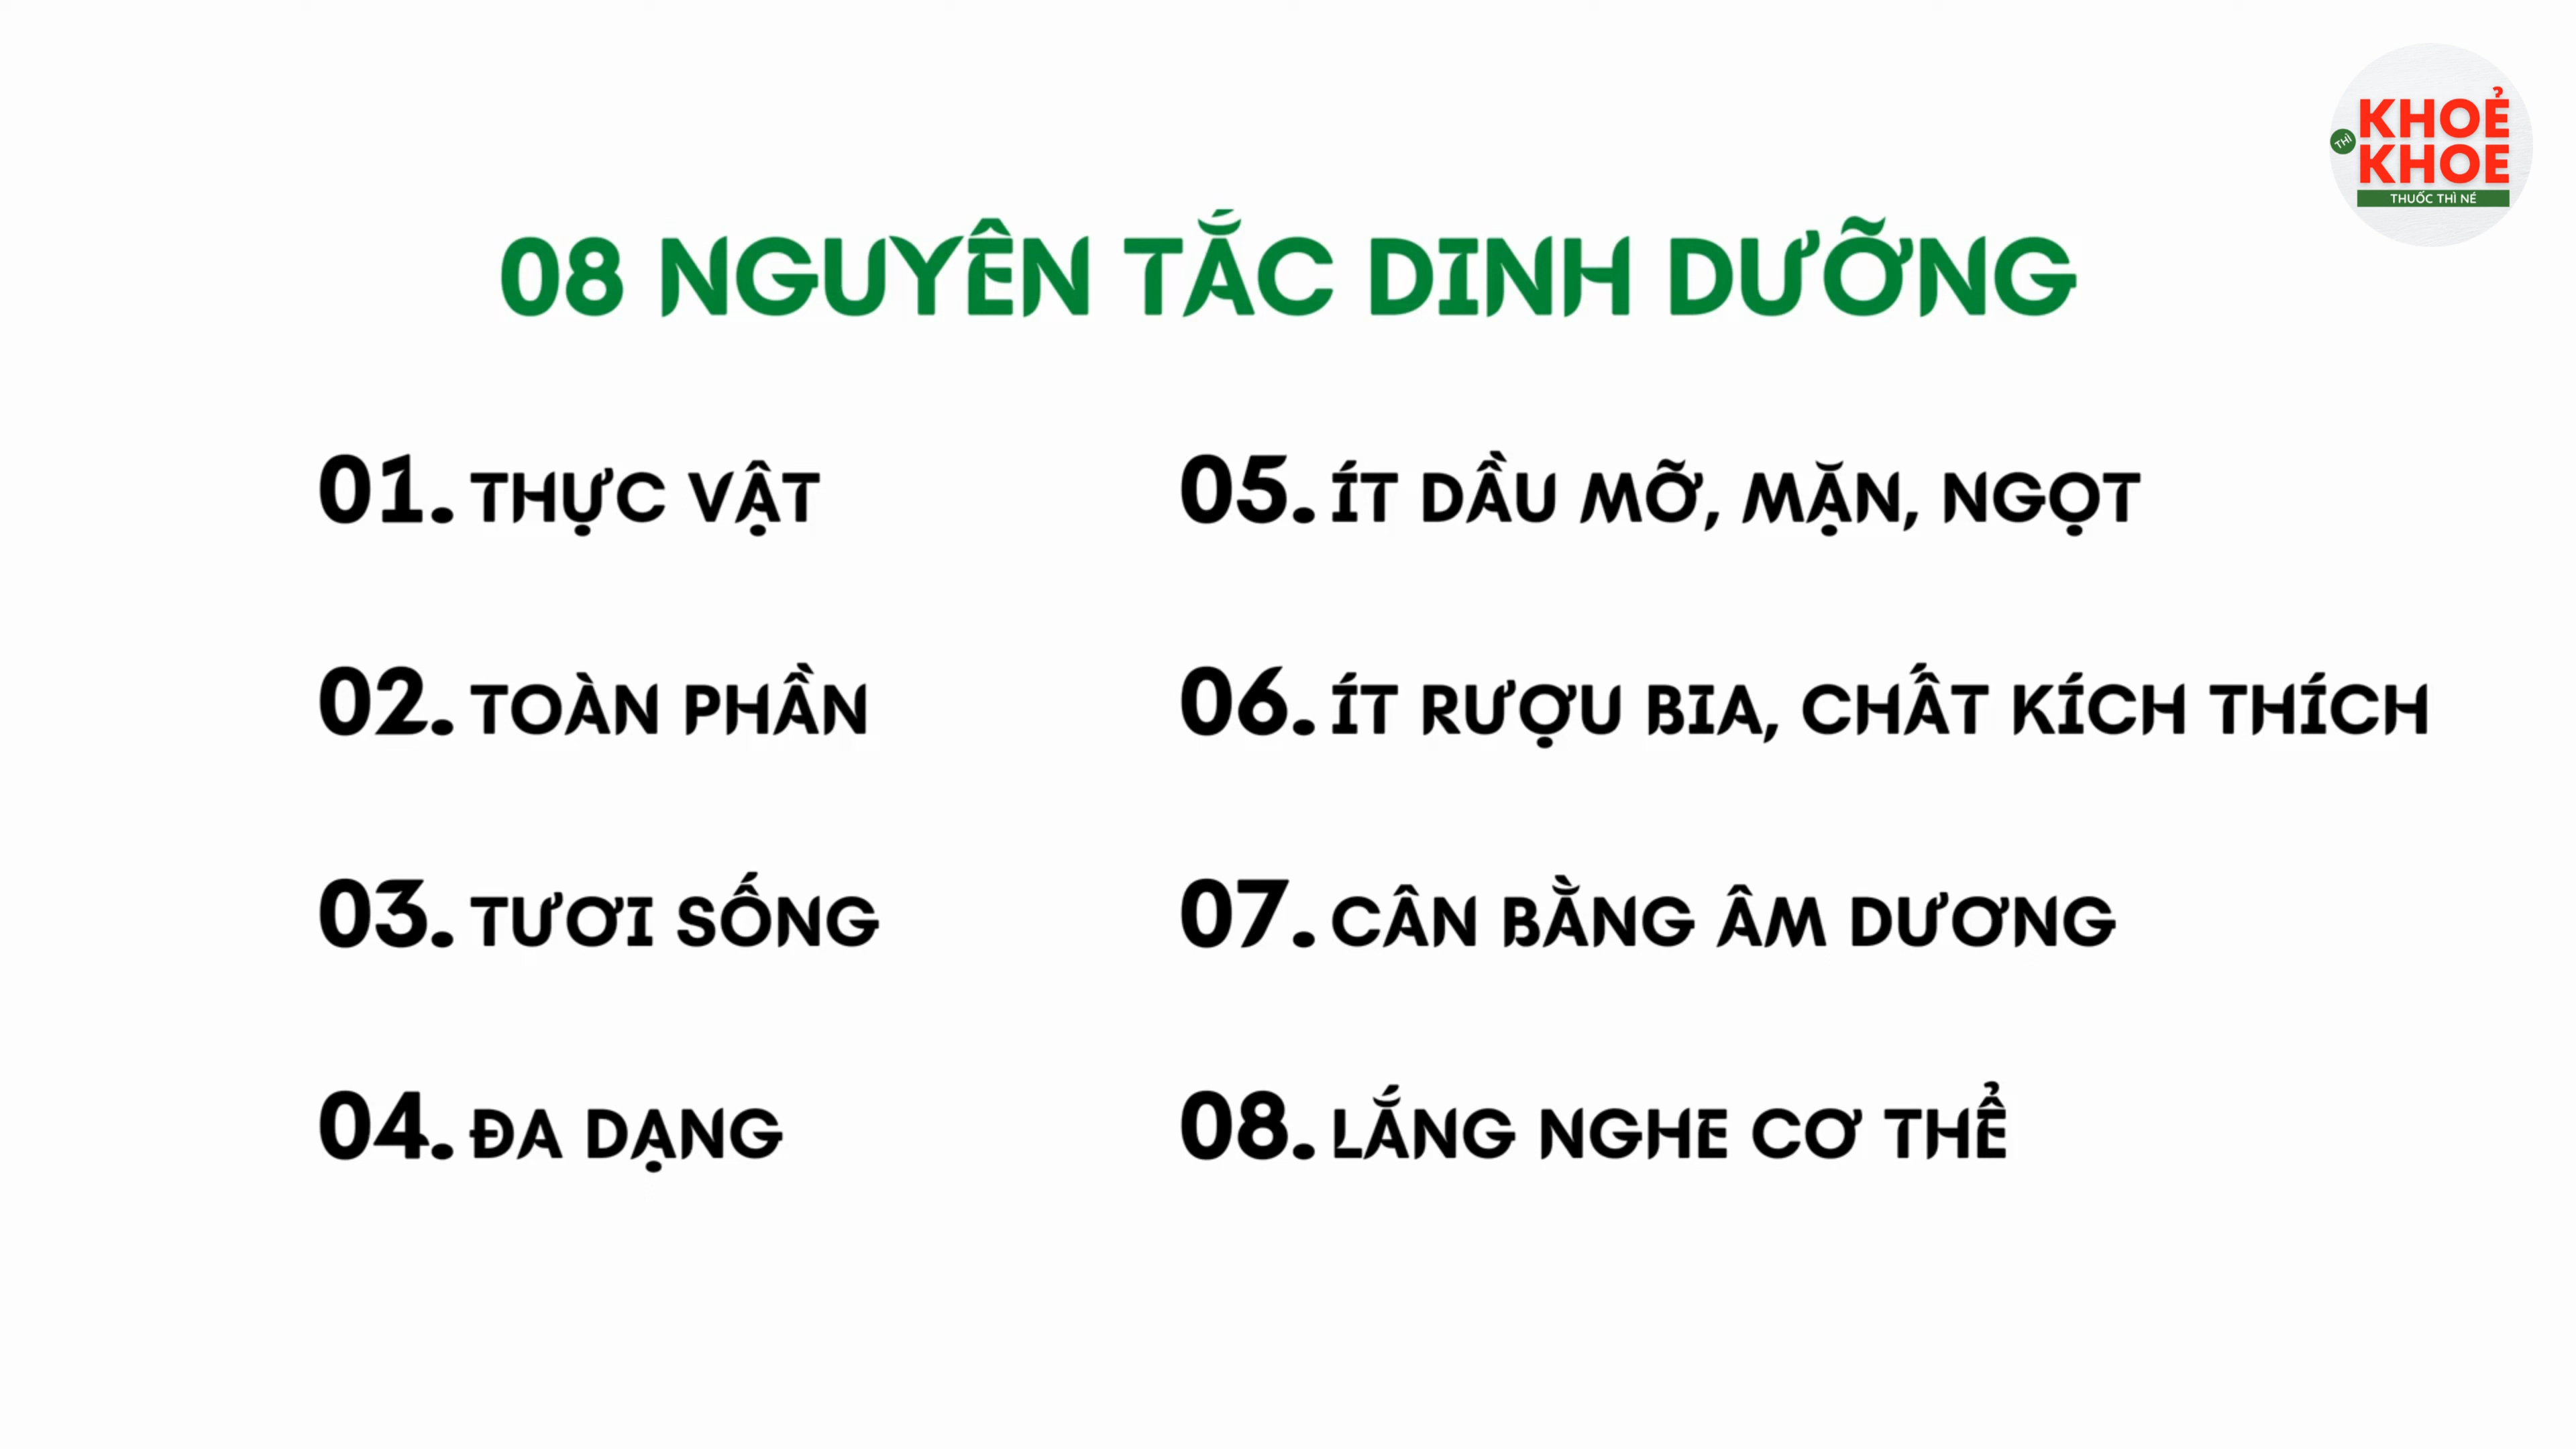 KHOẺ
THÌ
KHOE
THUỐC THÌ NÉ
08 NGUYÊN TẮC DINH DƯỠNG
01. THỰC VẬT
02. TOÀN PHẦN
03. TƯƠI SỐNG
04. ĐA DẠNG
05. ÍT DẦU MỠ, MẶN, NGỌT
06. ÍT RƯỢU BIA, CHẤT KÍCH THÍCH
07. CÂN BẰNG ÂM DƯƠNG
08. LẮNG NGHE CƠ THỂ